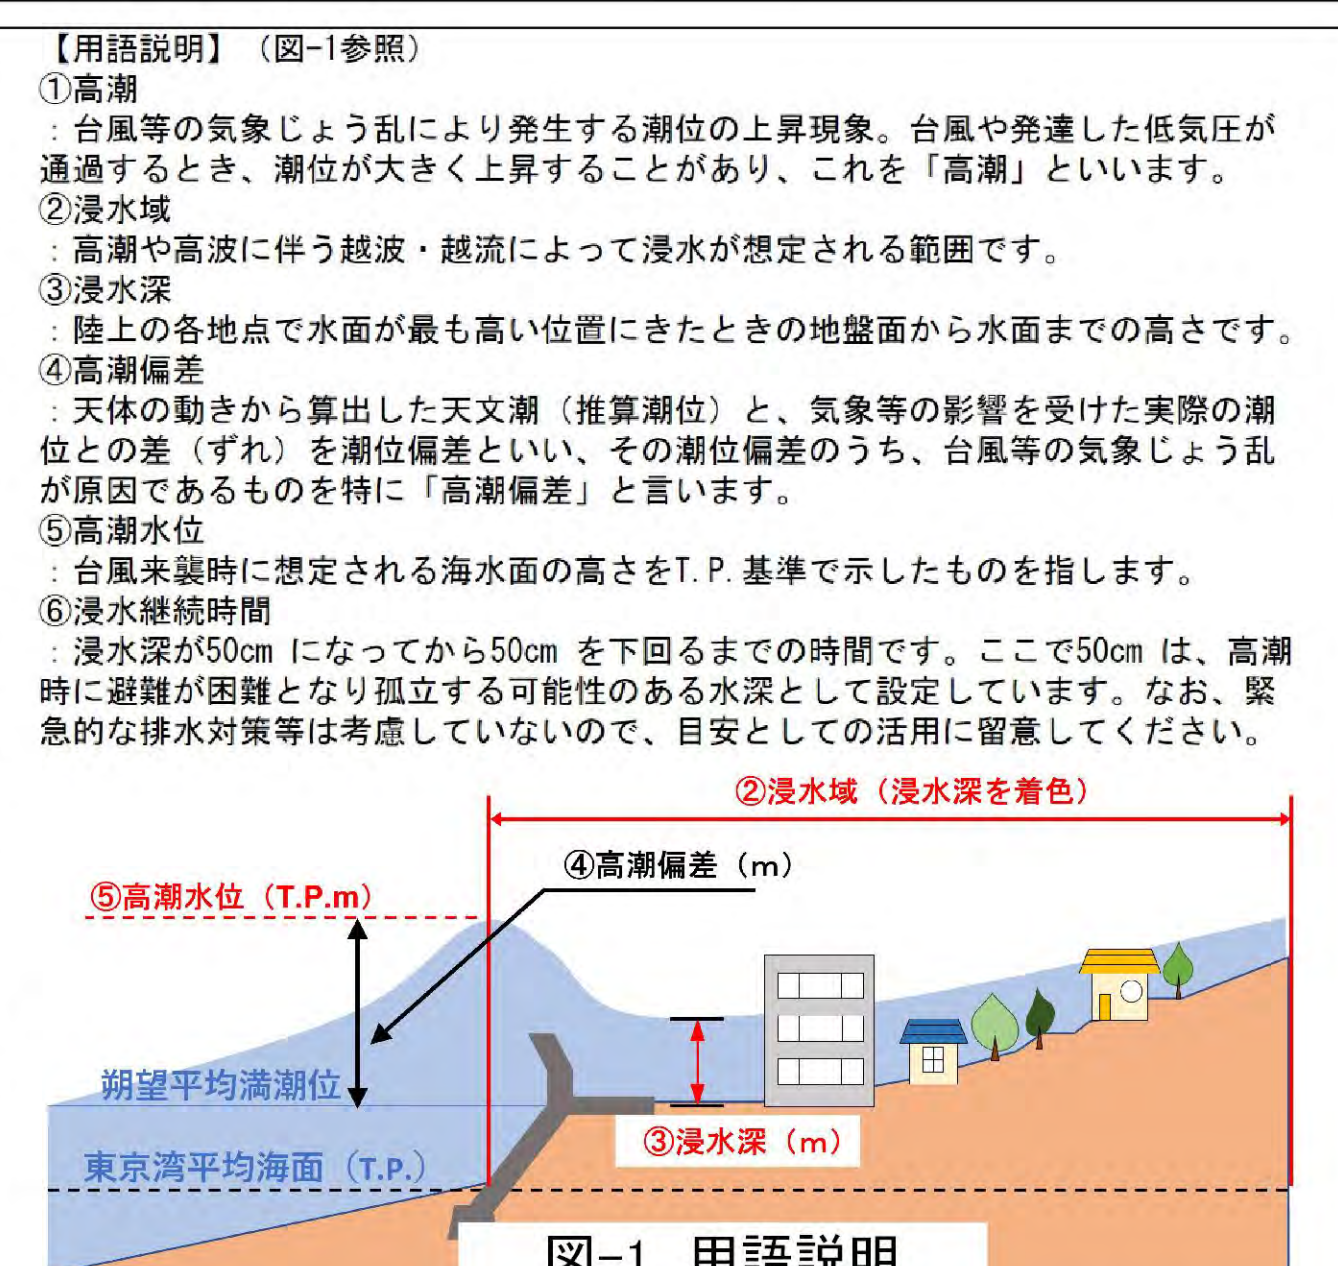 【用語説明】（図-1参照）
①高潮
：台風等の気象じょう乱により発生する潮位の上昇現象。台風や発達した低気圧が
通過するとき、潮位が大きく上昇することがあり、これを「高潮」といいます。
②浸水域
：高潮や高波に伴う越波・越流によって浸水が想定される範囲です。
③浸水深
：陸上の各地点で水面が最も高い位置にきたときの地盤面から水面までの高さです。
④高潮偏差
：天体の動きから算出した天文潮（推算潮位）と、気象等の影響を受けた実際の潮
位との差（ずれ）を潮位偏差といい、その潮位偏差のうち、台風等の気象じょう乱
が原因であるものを特に「高潮偏差」と言います。
⑤高潮水位
：台風来襲時に想定される海水面の高さをT.P.基準で示したものを指します。
⑥浸水継続時間
：浸水深が50cm になってから50cm を下回るまでの時間です。ここで50cm は、高潮
時に避難が困難となり孤立する可能性のある水深として設定しています。なお、緊
急的な排水対策等は考慮していないので、目安としての活用に留意してください。
②浸水域（浸水深を着色）
④高潮偏差（m）
⑤高潮水位（T.P.m）
朔望平均満潮位
③浸水深（m）
東京湾平均海面（T.P.）
図-1 用語説明